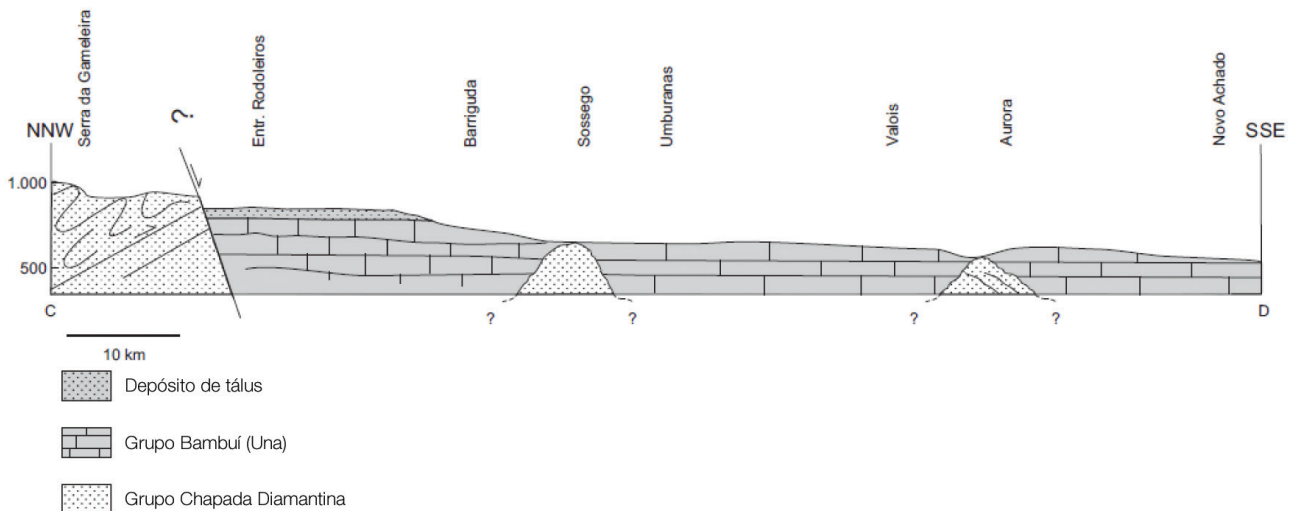 Serra da Gameleira
?
Entr. Rodoleiros
Barriguda
Sossego
Umburanas
Valois
Aurora
Novo Achado
NNW
SSE
1.000
500
C
?
?
?
?
D
10 km
Depósito de tálus
Grupo Bambuí (Una)
Grupo Chapada Diamantina